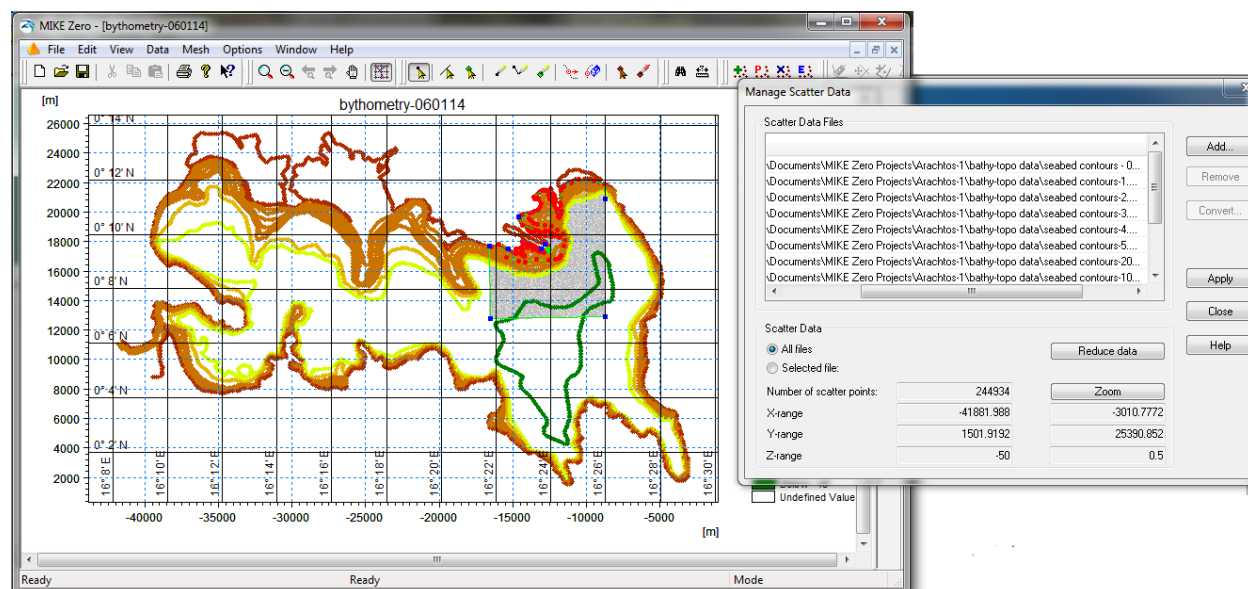 MIKE Zero - [bythometry-060114]
File Edit View Data Mesh Options Window Help
[m]
bythometry-060114
26000
24000
22000
20000
18000
16000
14000
12000
10000
8000
6000
4000
2000
0° 14' N
0° 12' N
0° 10' N
0° 8' N
0° 6' N
0° 4' N
0° 2' N
16°8'E 16°10'E 16°12'E 16°14'E 16°16'E 16°18'E 16°20'E 16°22'E 16°24'E 16°26'E 16°28'E 16°30'E
-40000 -35000 -30000 -25000 -20000 -15000 -10000 -5000
[m]
Undefined Value
Ready Ready Mode
Manage Scatter Data
Scatter Data Files
\Documents\MIKE Zero Projects\Arachtos-1\bathy-topo data\seabed contours - 0...
\Documents\MIKE Zero Projects\Arachtos-1\bathy-topo data\seabed contours-1....
\Documents\MIKE Zero Projects\Arachtos-1\bathy-topo data\seabed contours-2....
\Documents\MIKE Zero Projects\Arachtos-1\bathy-topo data\seabed contours-3....
\Documents\MIKE Zero Projects\Arachtos-1\bathy-topo data\seabed contours-4....
\Documents\MIKE Zero Projects\Arachtos-1\bathy-topo data\seabed contours-5....
\Documents\MIKE Zero Projects\Arachtos-1\bathy-topo data\seabed contours-20...
\Documents\MIKE Zero Projects\Arachtos-1\bathy-topo data\seabed contours-10...
Add...
Remove
Convert...
Apply
Close
Help
Scatter Data
All files
Selected file:
Reduce data
Number of scatter points: 244934 Zoom
X-range -41881.988 -3010.7772
Y-range 1501.9192 25390.852
Z-range -50 0.5